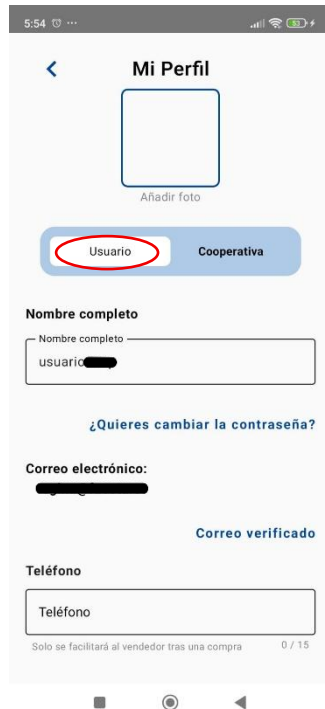 5:54
53
Mi Perfil
Añadir foto
Usuario Cooperativa
Nombre completo
Nombre completo
¿Quieres cambiar la contraseña?
Correo electrónico:
Correo verificado
Teléfono
Teléfono
Solo se facilitará al vendedor tras una compra 0 / 15